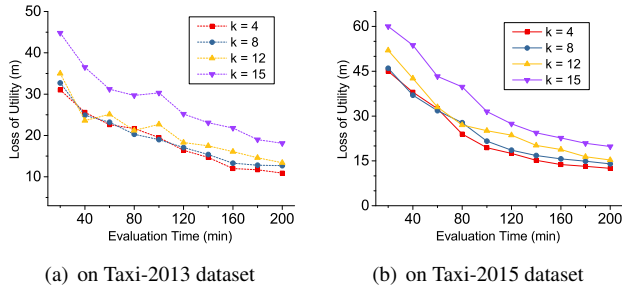 50
40
30
20
10
Loss of Utility (m)
40 80 120 160 200
Evaluation Time (min)
k = 4
k = 8
k = 12
k = 15
(a) on Taxi-2013 dataset
60
45
30
15
0
Loss of Utility (m)
40 80 120 160 200
Evaluation Time (min)
k = 4
k = 8
k = 12
k = 15
(b) on Taxi-2015 dataset